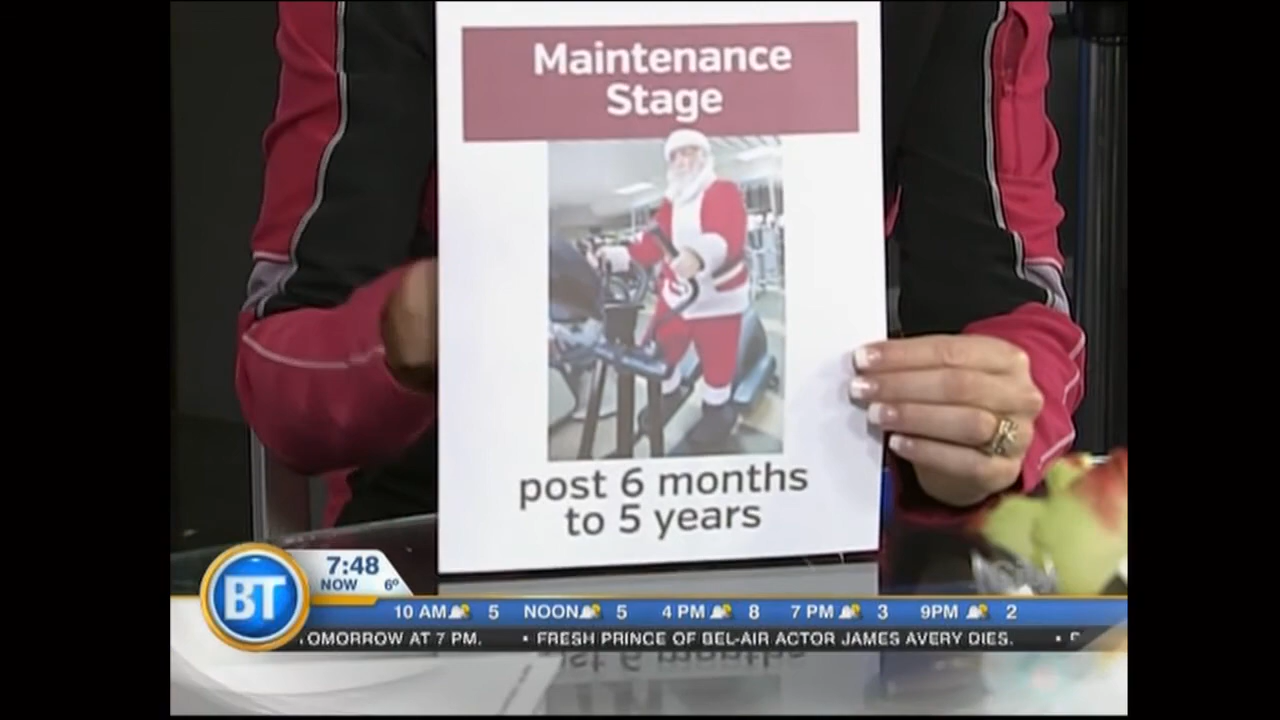 Maintenance
Stage
post 6 months
to 5 years
BT
7:48
NOW 6º
10 AM 5 NOON 5 4 PM 8 7 PM 3 9PM 2
OMORROW AT 7 PM. • FRESH PRINCE OF BEL-AIR ACTOR JAMES AVERY DIES. •